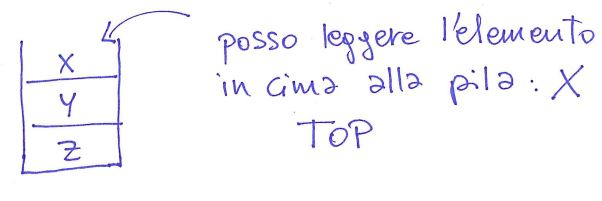 X
Y
Z
posso leggere l'elemento
in cima alla pila : X
TOP